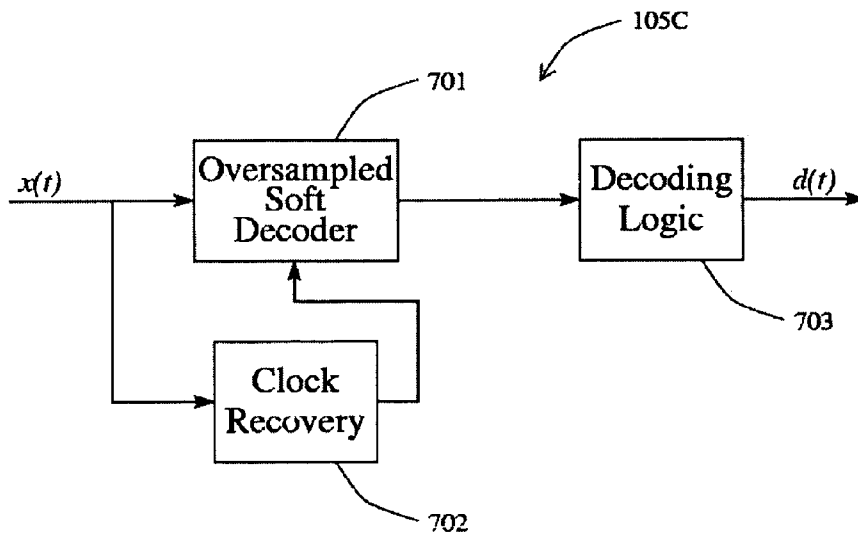 105C
701
x(t)
Oversampled
Soft
Decoder
Decoding
Logic
d(t)
703
Clock
Recovery
702